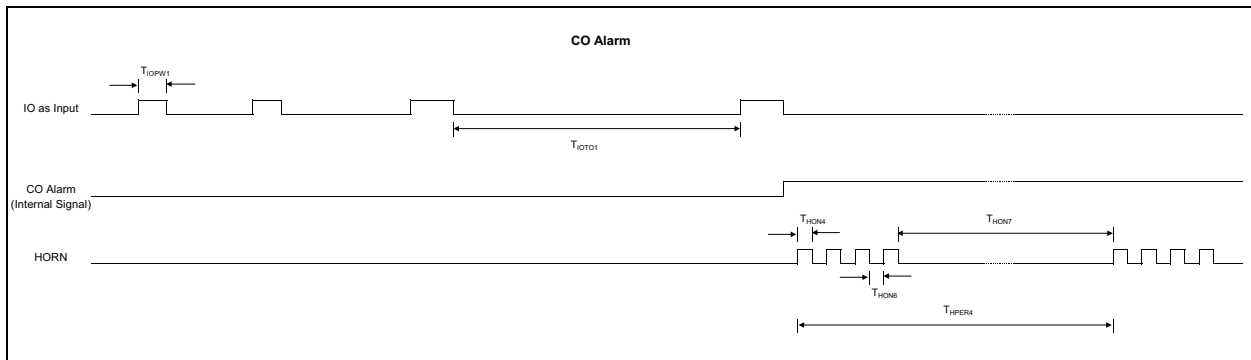 CO Alarm
TIOPW1
IO as Input
TIOTO1
CO Alarm
(Internal Signal)
THON4
THON7
HORN
THON6
THPER4